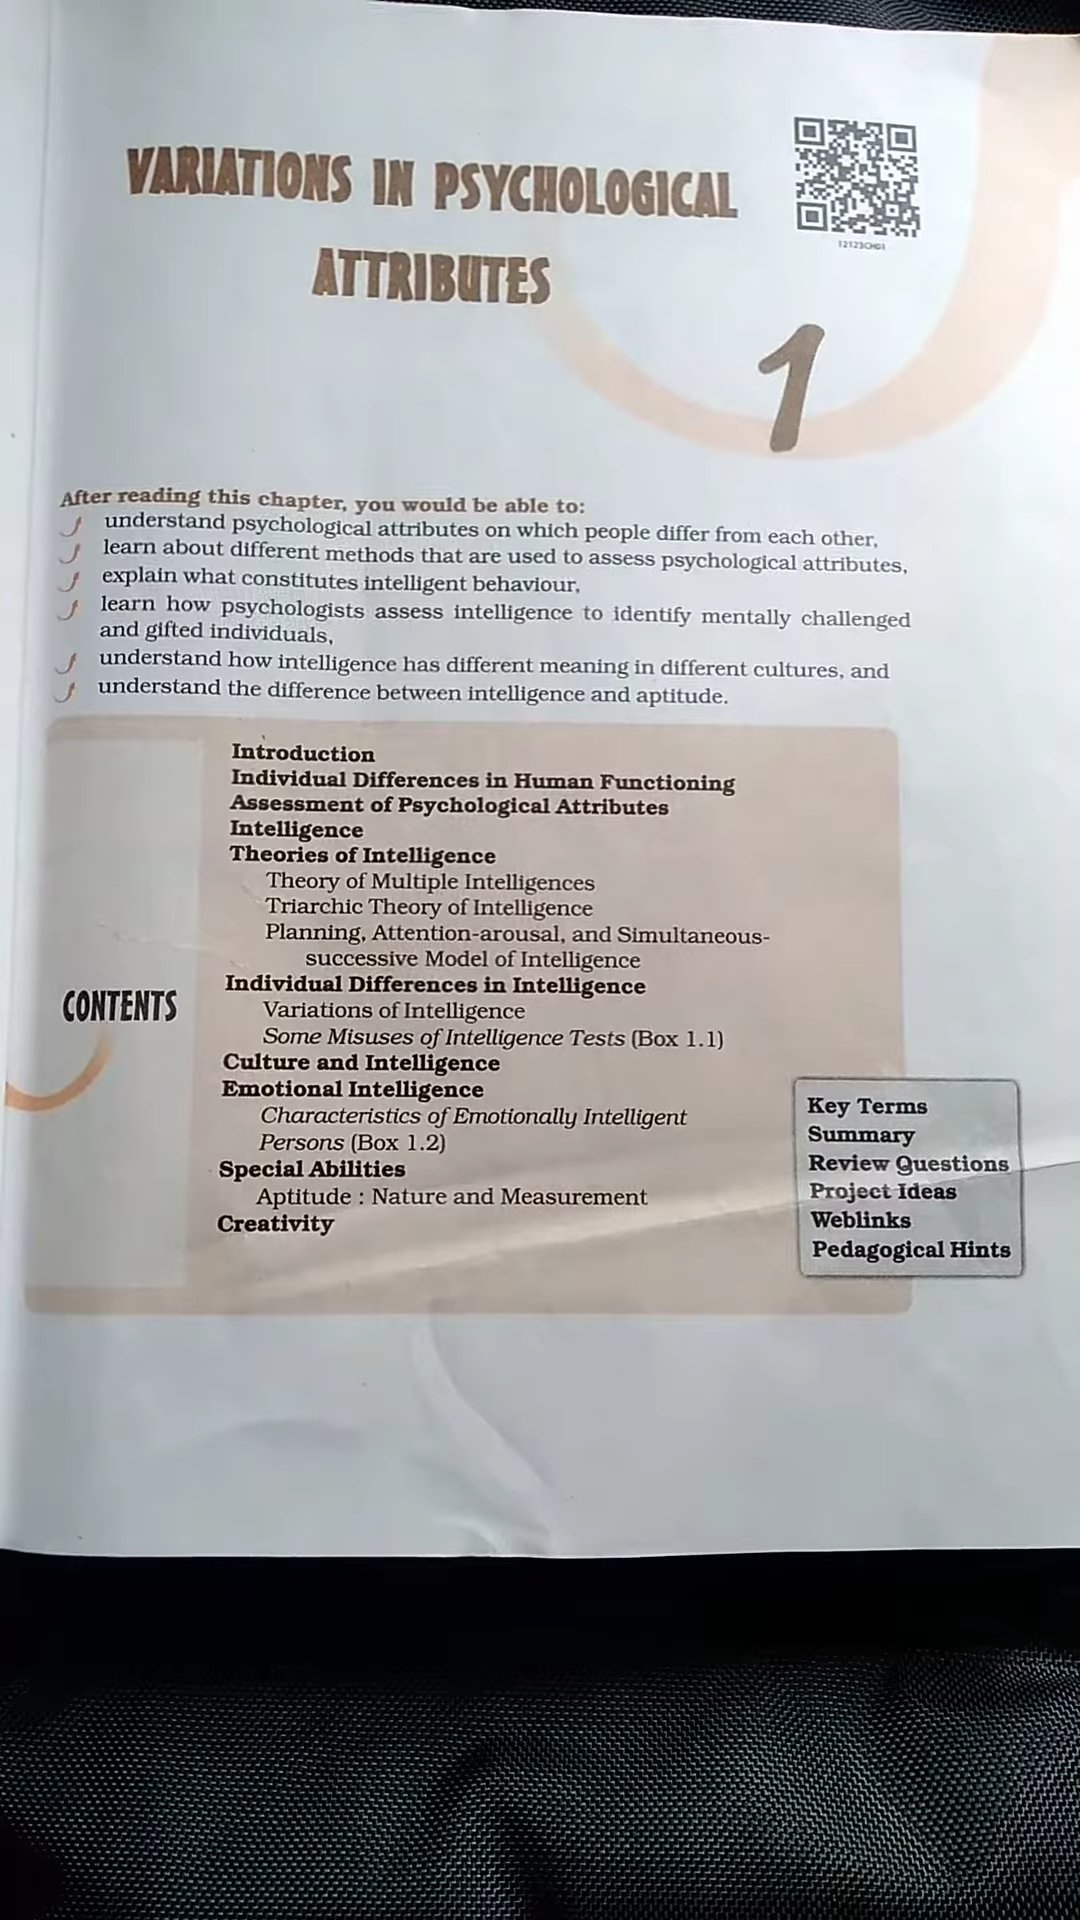 VARIATIONS IN PSYCHOLOGICAL
ATTRIBUTES
12123CH01
1
After reading this chapter, you would be able to:
understand psychological attributes on which people differ from each other,
learn about different methods that are used to assess psychological attributes,
explain what constitutes intelligent behaviour,
learn how psychologists assess intelligence to identify mentally challenged
and gifted individuals,
understand how intelligence has different meaning in different cultures, and
understand the difference between intelligence and aptitude.
CONTENTS
Introduction
Individual Differences in Human Functioning
Assessment of Psychological Attributes
Intelligence
Theories of Intelligence
Theory of Multiple Intelligences
Triarchic Theory of Intelligence
Planning, Attention-arousal, and Simultaneous-
successive Model of Intelligence
Individual Differences in Intelligence
Variations of Intelligence
Some Misuses of Intelligence Tests (Box 1.1)
Culture and Intelligence
Emotional Intelligence
Characteristics of Emotionally Intelligent
Persons (Box 1.2)
Special Abilities
Aptitude : Nature and Measurement
Creativity
Key Terms
Summary
Review Questions
Project Ideas
Weblinks
Pedagogical Hints